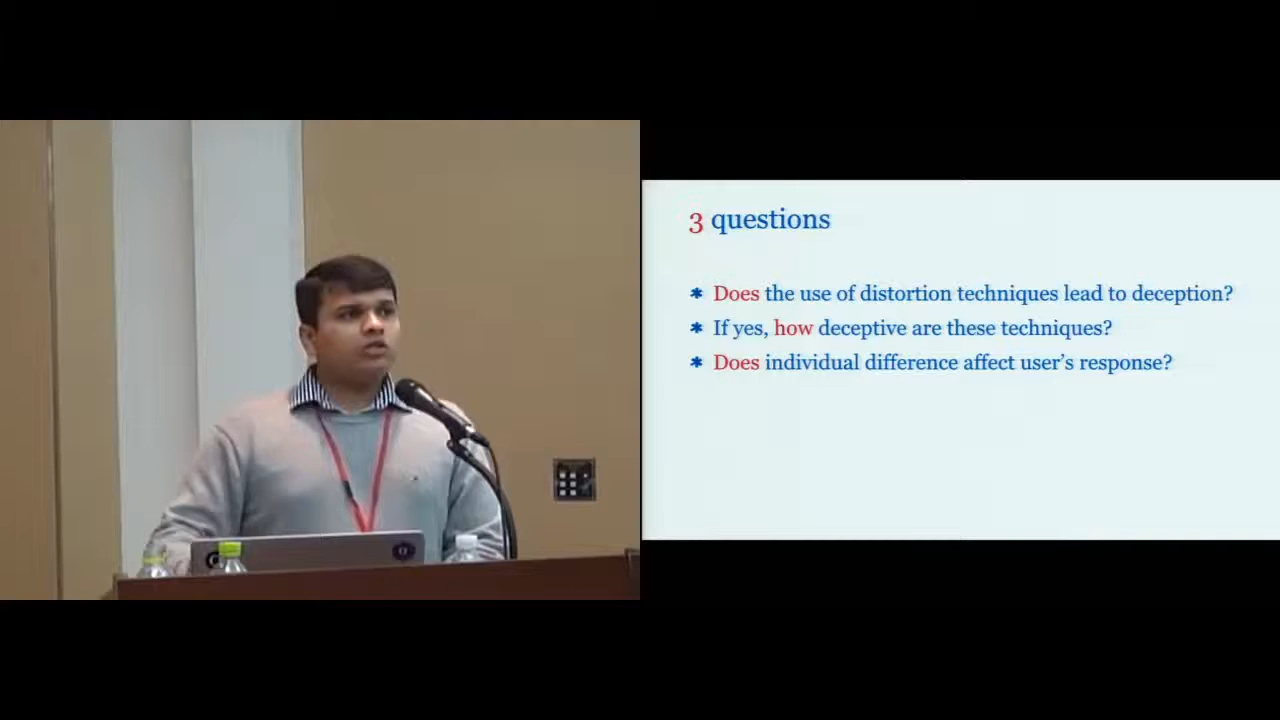 3 questions
* Does the use of distortion techniques lead to deception?
* If yes, how deceptive are these techniques?
* Does individual difference affect user's response?